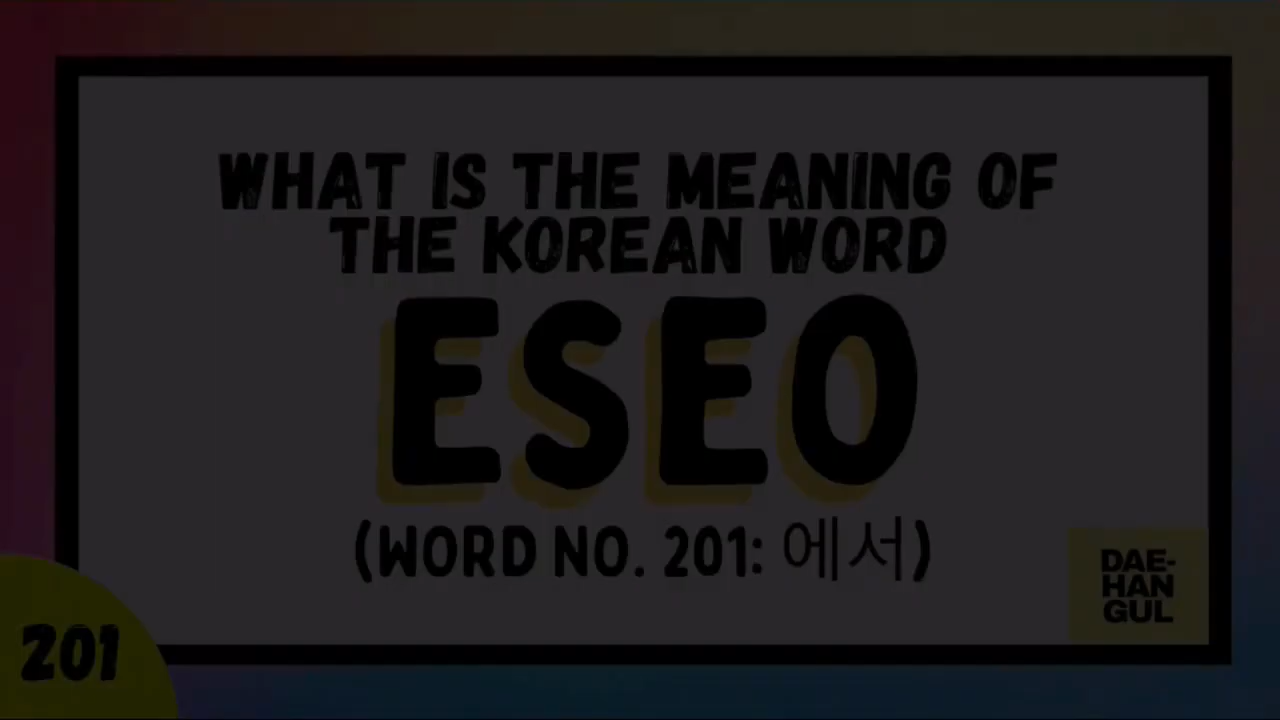 WHAT IS THE MEANING OF
THE KOREAN WORD
ESEO
(WORD NO. 201: 에서)
DAE-
HAN
GUL
201